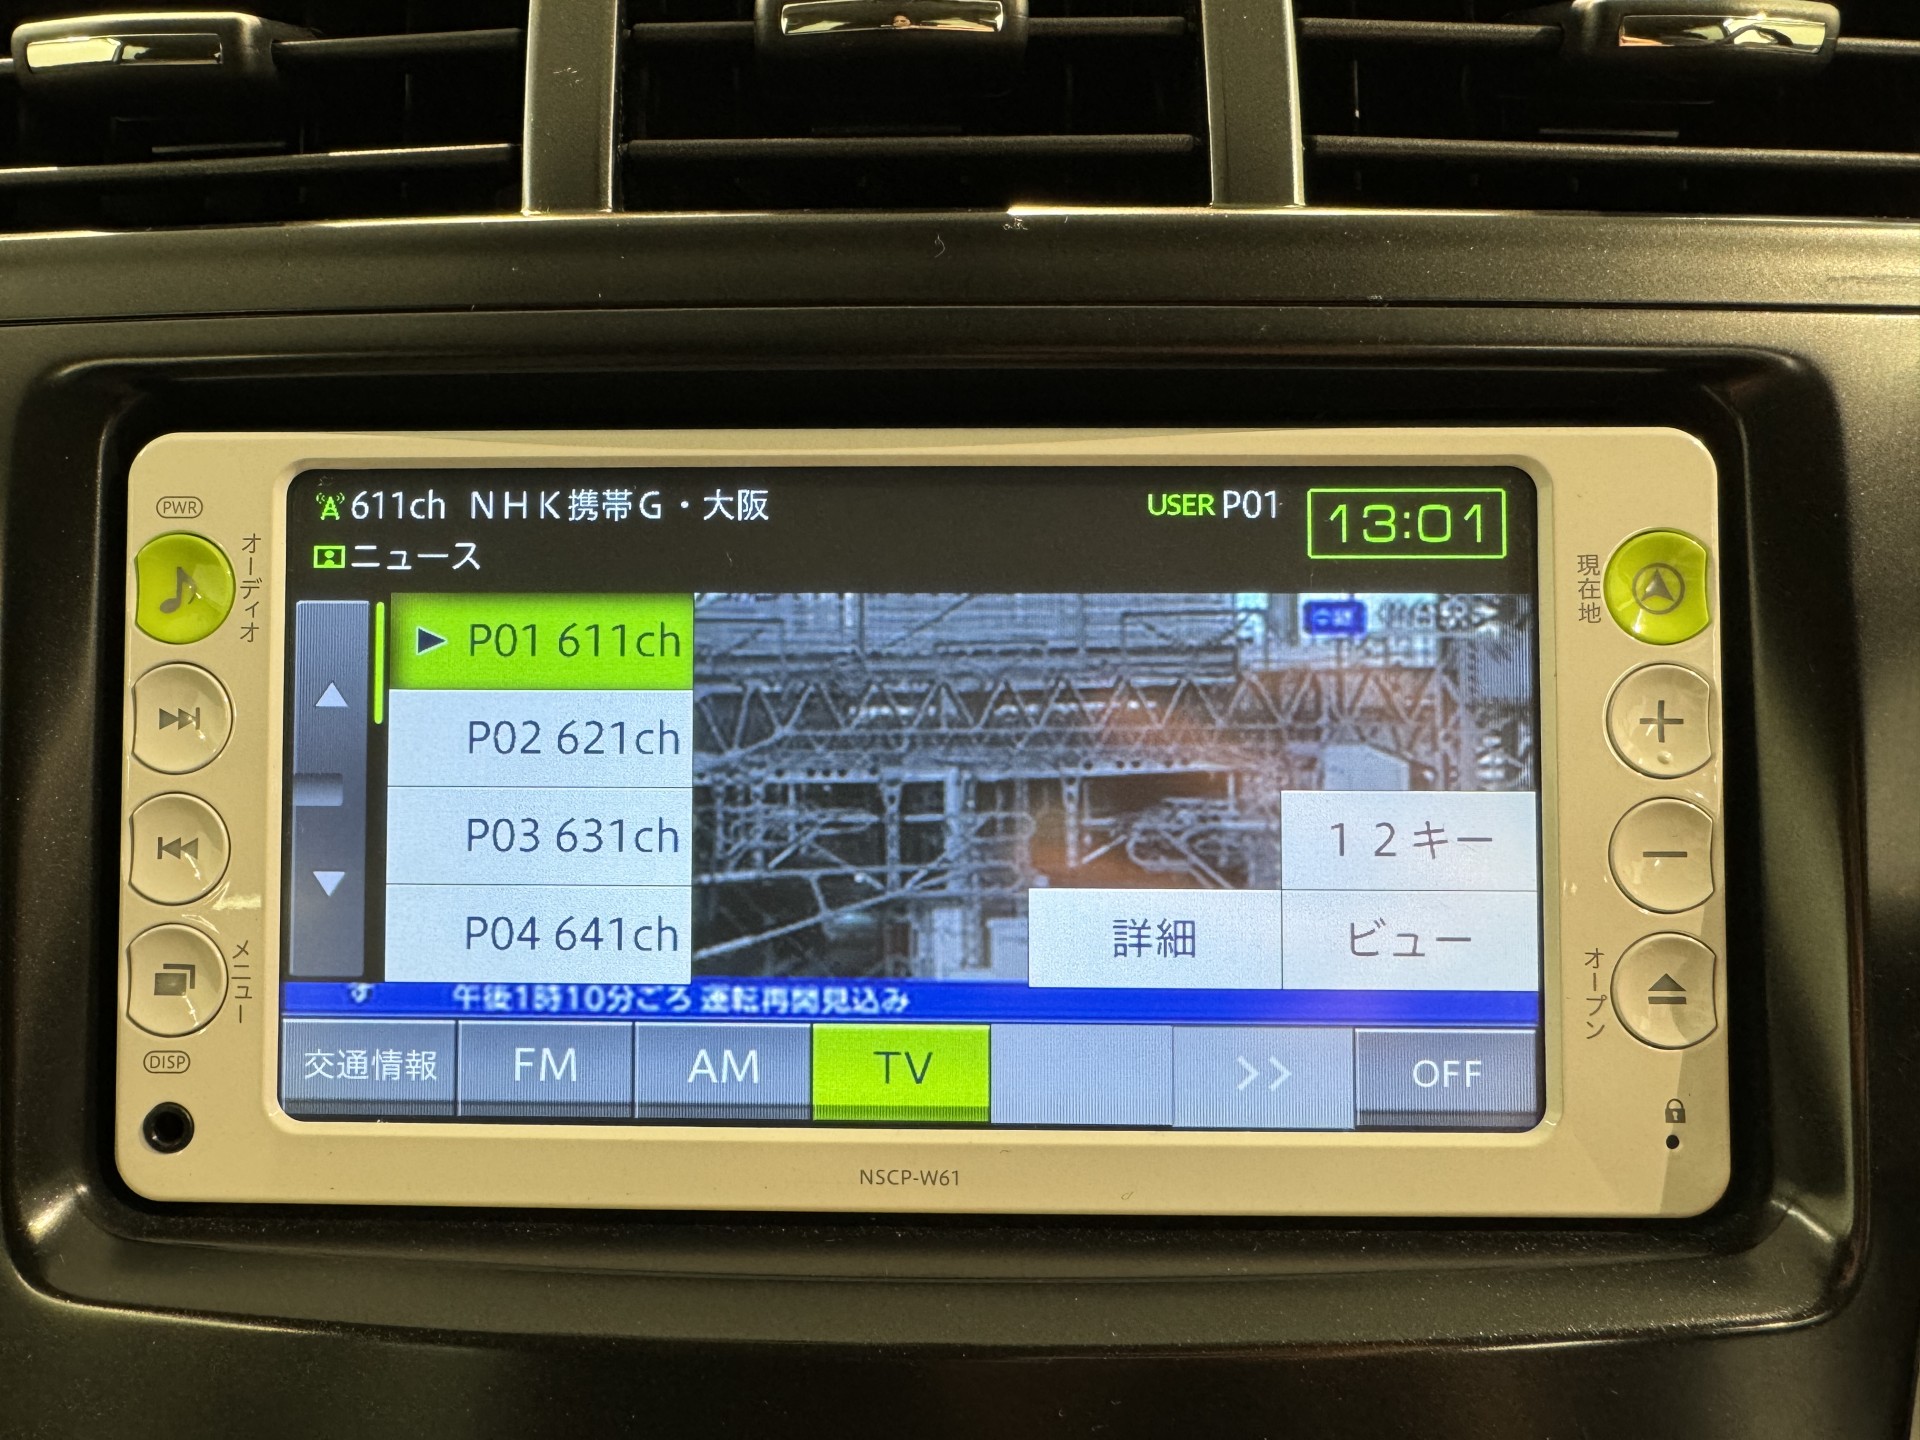 611ch ＮＨＫ携帯Ｇ・大阪
USER P01
13:01
ニュース
PWR
オーディオ
現在地
P01 611ch
P02 621ch
P03 631ch
P04 641ch
１２キー
詳細
ビュー
メニュー
オープン
す 午後1時10分ごろ 運転再開見込み
交通情報
FM
AM
TV
>>
OFF
DISP
NSCP-W61